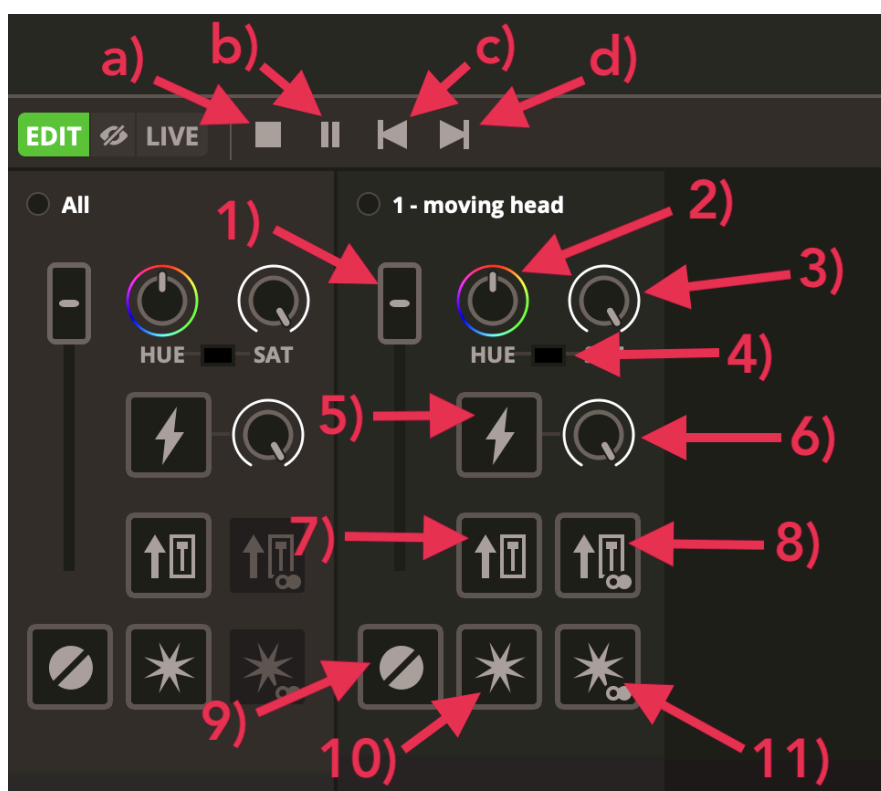 a) b) c) d)
EDIT LIVE
All
1 - moving head
1)
2)
3)
HUE SAT
HUE
4)
5)
6)
7)
8)
9)
10)
11)